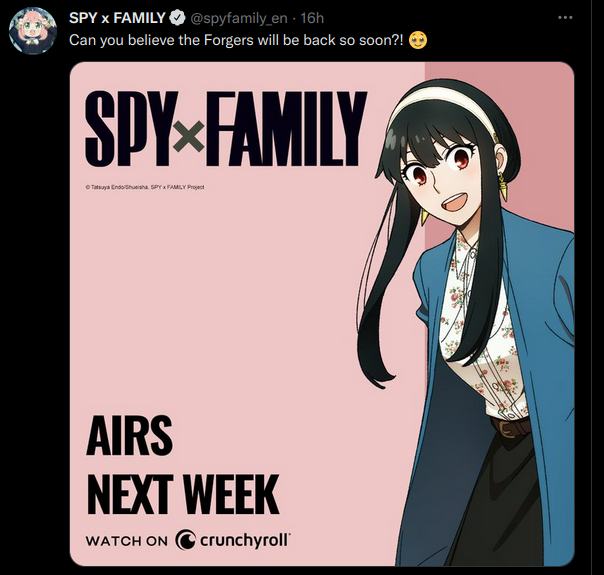 SPY x FAMILY @spyfamily_en · 16h
Can you believe the Forgers will be back so soon?! 🥹
SPY×FAMILY
© Tatsuya Endo/Shueisha, SPY x FAMILY Project
AIRS
NEXT WEEK
WATCH ON crunchyroll